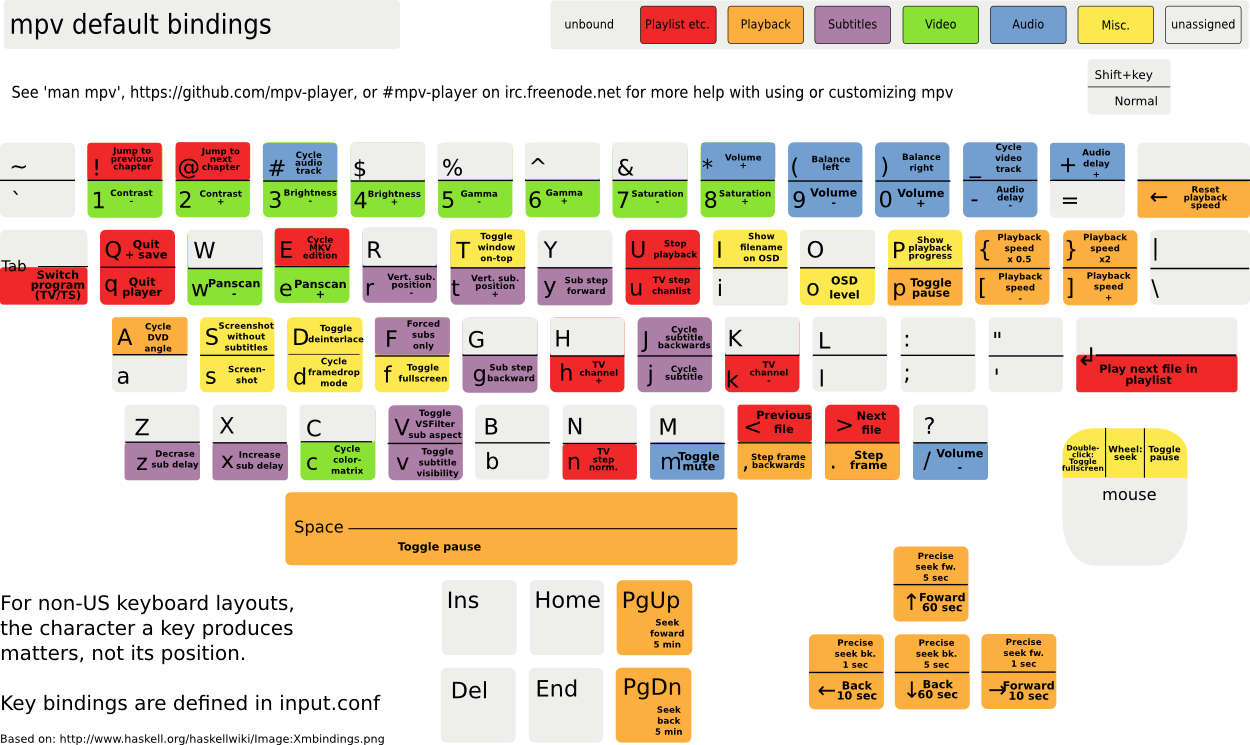 mpv default bindings
unbound
Playlist etc.
Playback
Subtitles
Video
Audio
Misc.
unassigned
See 'man mpv', https://github.com/mpv-player, or #mpv-player on irc.freenode.net for more help with using or customizing mpv
Shift+key
Normal
~
`
! Jump to
previous
chapter
1 Contrast
-
@ Jump to
next
chapter
2 Contrast
+
# Cycle
audio
track
3 Brightness
-
$
4 Brightness
+
%
5 Gamma
-
^
6 Gamma
+
&
7 Saturation
-
* Volume
+
8 Saturation
+
( Balance
left
9 Volume
-
) Balance
right
0 Volume
+
_ Cycle
video
track
- Audio
delay
-
+ Audio
delay
+
=
← Reset
playback
speed
Tab
Switch
program
(TV/TS)
Q Quit
+ save
q Quit
player
W
w Panscan
-
E Cycle
MKV
edition
e Panscan
+
R
r Vert. sub.
position
-
T Toggle
window
on-top
t Vert. sub.
position
+
Y
y Sub step
forward
U Stop
playback
u TV step
chanlist
I Show
filename
on OSD
i
O
o OSD
level
P Show
playback
progress
p Toggle
pause
{ Playback
speed
x 0.5
[ Playback
speed
-
} Playback
speed
x2
] Playback
speed
+
|
\
A Cycle
DVD
angle
a
S Screenshot
without
subtitles
s Screen-
shot
D Toggle
deinterlace
d Cycle
framedrop
mode
F Forced
subs
only
f Toggle
fullscreen
G
g Sub step
backward
H
h TV
channel
+
J Cycle
subtitle
backwards
j Cycle
subtitle
K
k TV
channel
-
L
l
:
;
"
'
↲ Play next file in
playlist
Z
z Decrase
sub delay
X
x Increase
sub delay
C
c Cycle
color-
matrix
V Toggle
VSFilter
sub aspect
v Toggle
subtitle
visibility
B
b
N
n TV
step
norm.
M
m Toggle
mute
< Previous
file
, Step frame
backwards
> Next
file
. Step
frame
?
/ Volume
-
Double-
click:
Toggle
fullscreen
Wheel:
seek
Toggle
pause
mouse
Space
Toggle pause
Precise
seek fw.
5 sec
↑ Foward
60 sec
For non-US keyboard layouts,
the character a key produces
matters, not its position.
Key bindings are defined in input.conf
Based on: http://www.haskell.org/haskellwiki/Image:Xmbindings.png
Ins
Home
PgUp
Seek
foward
5 min
Del
End
PgDn
Seek
back
5 min
Precise
seek bk.
1 sec
← Back
10 sec
Precise
seek bk.
5 sec
↓ Back
60 sec
Precise
seek fw.
1 sec
→ Forward
10 sec